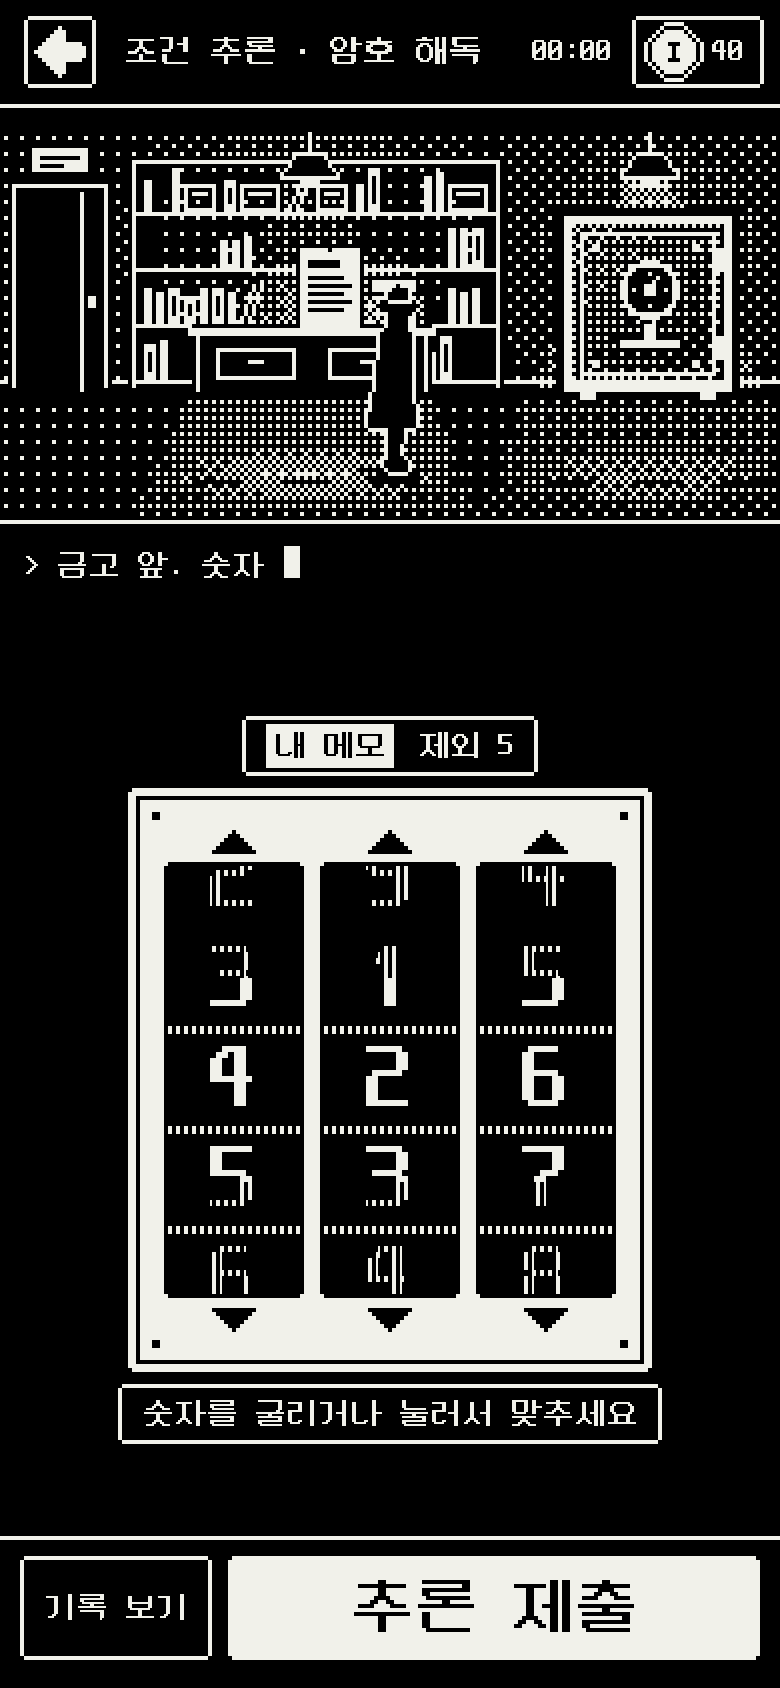 조건 추론 · 암호 해독 00:00 I 40
> 금고 앞. 숫자
내 메모 제외 5
3 1 5
4 2 6
5 3 7
숫자를 굴리거나 눌러서 맞추세요
기록 보기 추론 제출